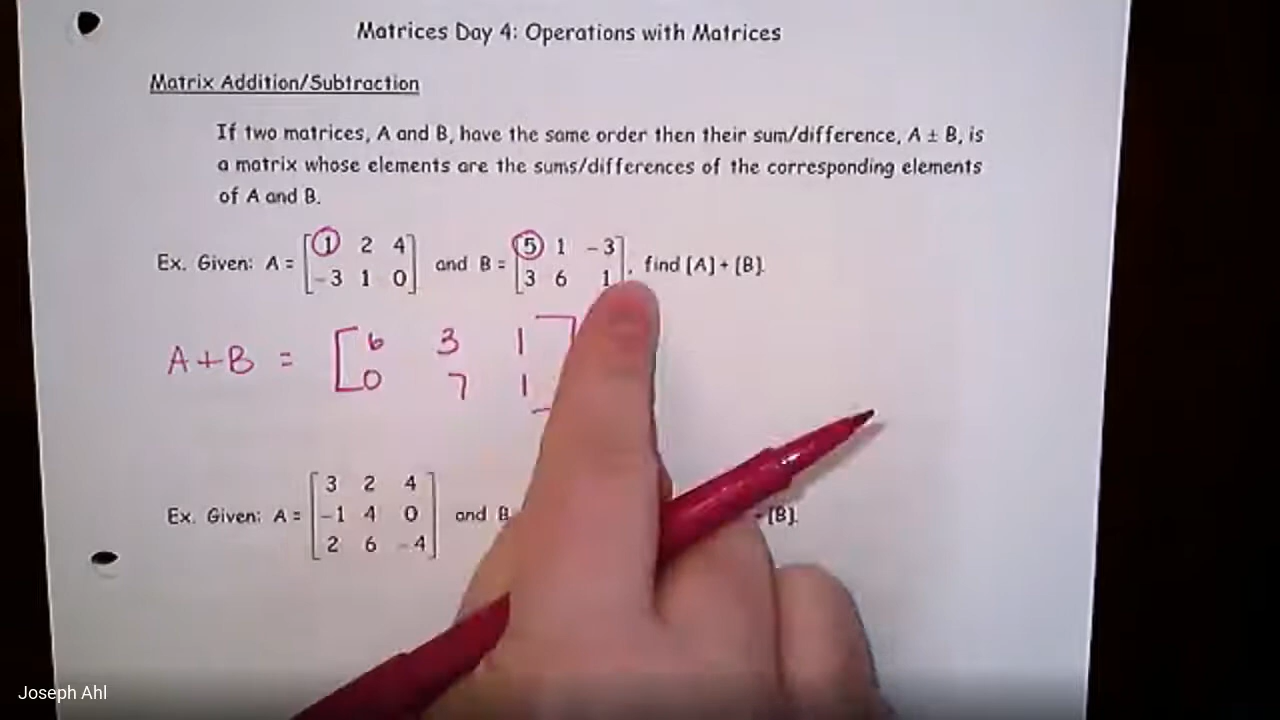 Matrices Day 4: Operations with Matrices
Matrix Addition/Subtraction
If two matrices, A and B, have the same order then their sum/difference, A ± B, is
a matrix whose elements are the sums/differences of the corresponding elements
of A and B.
Ex. Given: A = [1 2 4 and B = [5 1 -3], find [A] + [B].
-3 1 0] [3 6 1]
A+B = [6 3 1]
0 7 1
3 2 4
Ex. Given: A = -1 4 0 and B [B].
2 6 -4
Joseph Ahl